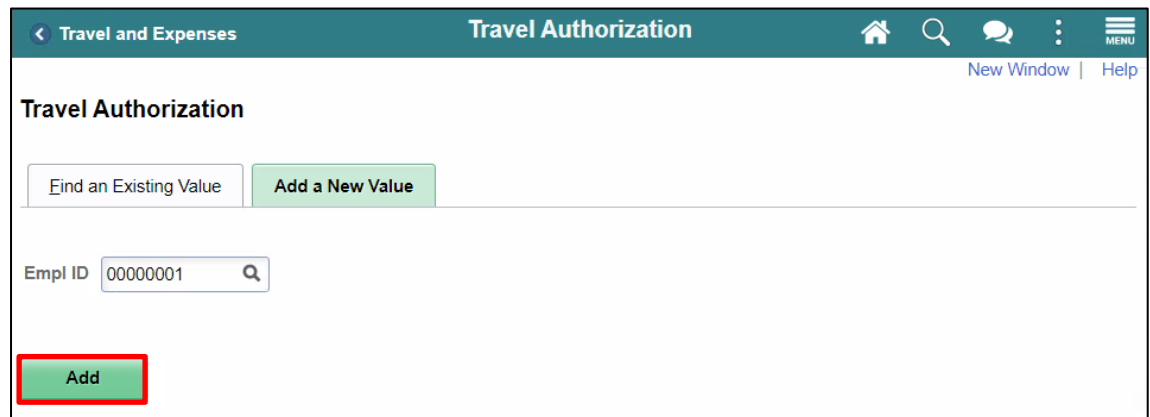 Travel and Expenses Travel Authorization MENU
New Window | Help
Travel Authorization
Find an Existing Value Add a New Value
Empl ID 00000001
Add